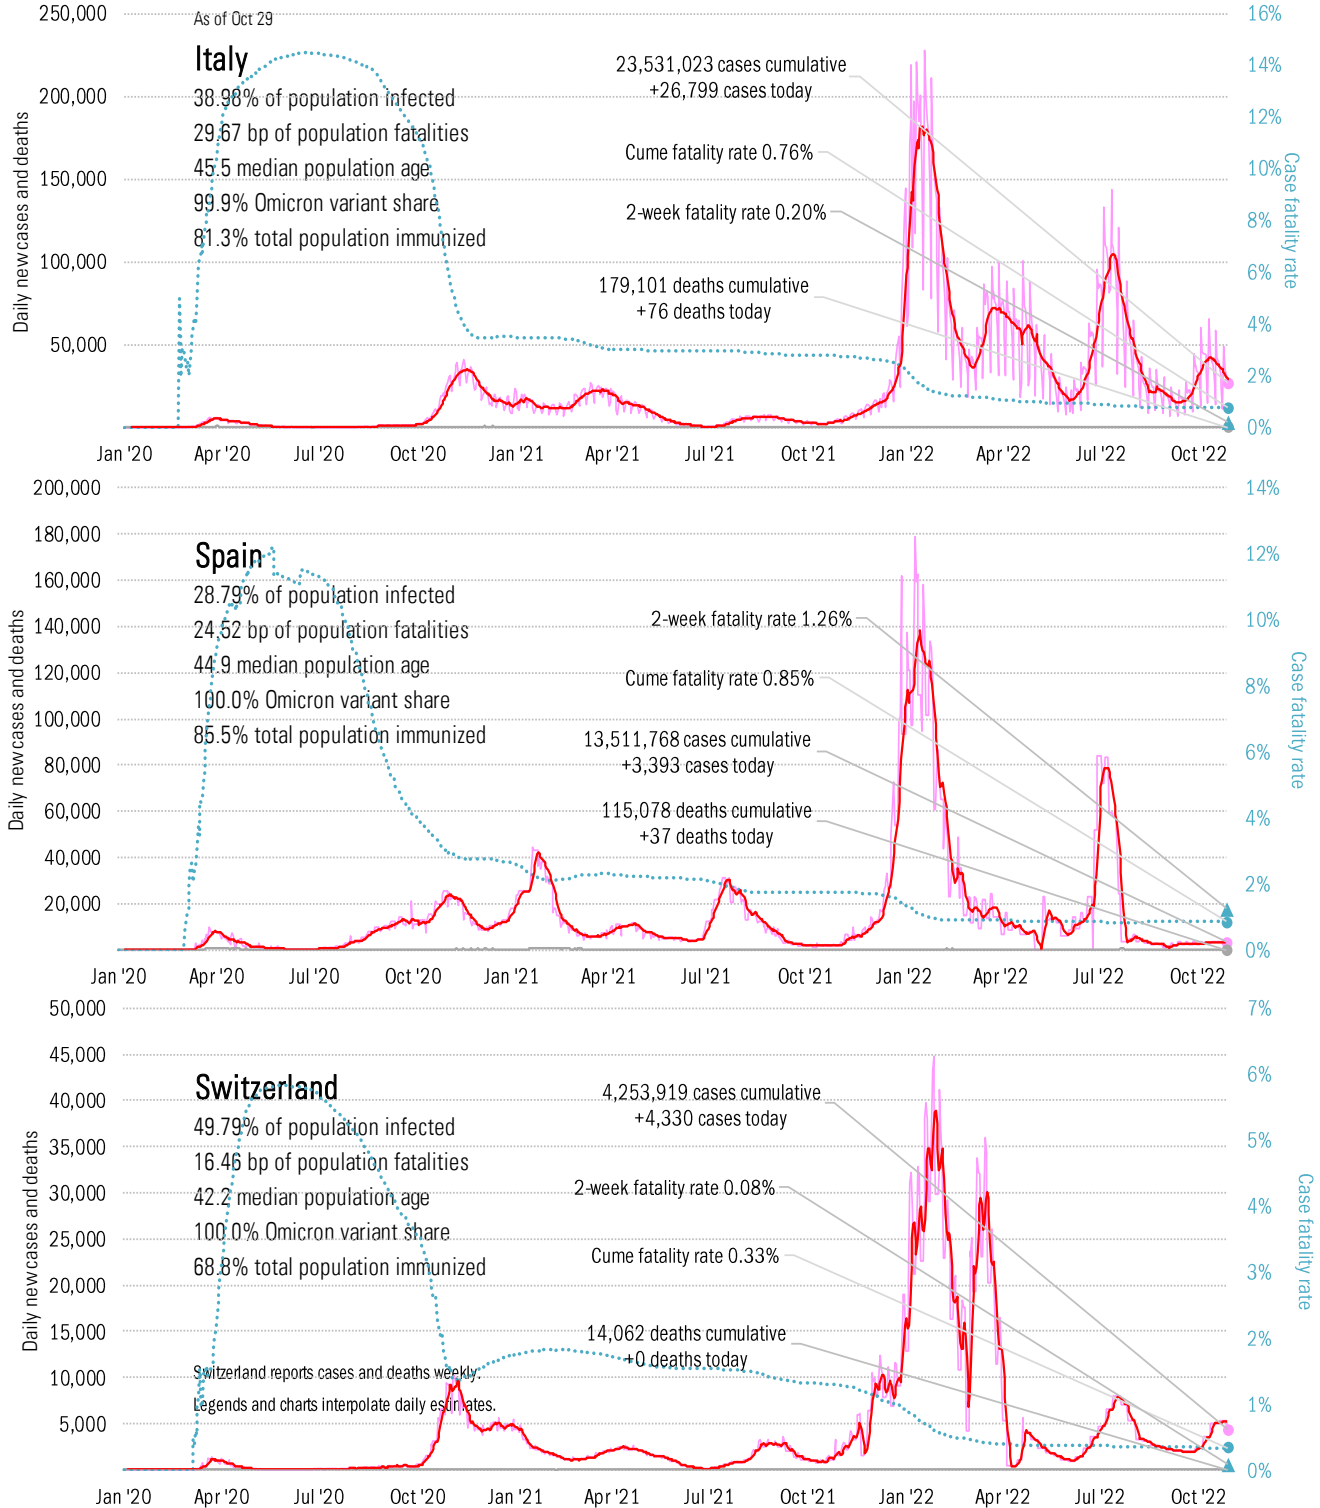 As of Oct 29
Italy
38.98% of population infected
29.67 bp of population fatalities
45.5 median population age
99.9% Omicron variant share
81.3% total population immunized
23,531,023 cases cumulative
+26,799 cases today
Cume fatality rate 0.76%
2-week fatality rate 0.20%
179,101 deaths cumulative
+76 deaths today
Daily new cases and deaths
250,000
200,000
150,000
100,000
50,000
Case fatality rate
16%
14%
12%
10%
8%
6%
4%
2%
0%
Jan '20 Apr '20 Jul '20 Oct '20 Jan '21 Apr '21 Jul '21 Oct '21 Jan '22 Apr '22 Jul '22 Oct '22
Spain
28.79% of population infected
24.52 bp of population fatalities
44.9 median population age
100.0% Omicron variant share
85.5% total population immunized
2-week fatality rate 1.26%
Cume fatality rate 0.85%
13,511,768 cases cumulative
+3,393 cases today
115,078 deaths cumulative
+37 deaths today
Daily new cases and deaths
200,000
180,000
160,000
140,000
120,000
100,000
80,000
60,000
40,000
20,000
Case fatality rate
14%
12%
10%
8%
6%
4%
2%
0%
Jan '20 Apr '20 Jul '20 Oct '20 Jan '21 Apr '21 Jul '21 Oct '21 Jan '22 Apr '22 Jul '22 Oct '22
Switzerland
49.79% of population infected
16.46 bp of population fatalities
42.2 median population age
100.0% Omicron variant share
68.8% total population immunized
Switzerland reports cases and deaths weekly.
Legends and charts interpolate daily estimates.
4,253,919 cases cumulative
+4,330 cases today
2-week fatality rate 0.08%
Cume fatality rate 0.33%
14,062 deaths cumulative
+0 deaths today
Daily new cases and deaths
50,000
45,000
40,000
35,000
30,000
25,000
20,000
15,000
10,000
5,000
Case fatality rate
7%
6%
5%
4%
3%
2%
1%
0%
Jan '20 Apr '20 Jul '20 Oct '20 Jan '21 Apr '21 Jul '21 Oct '21 Jan '22 Apr '22 Jul '22 Oct '22